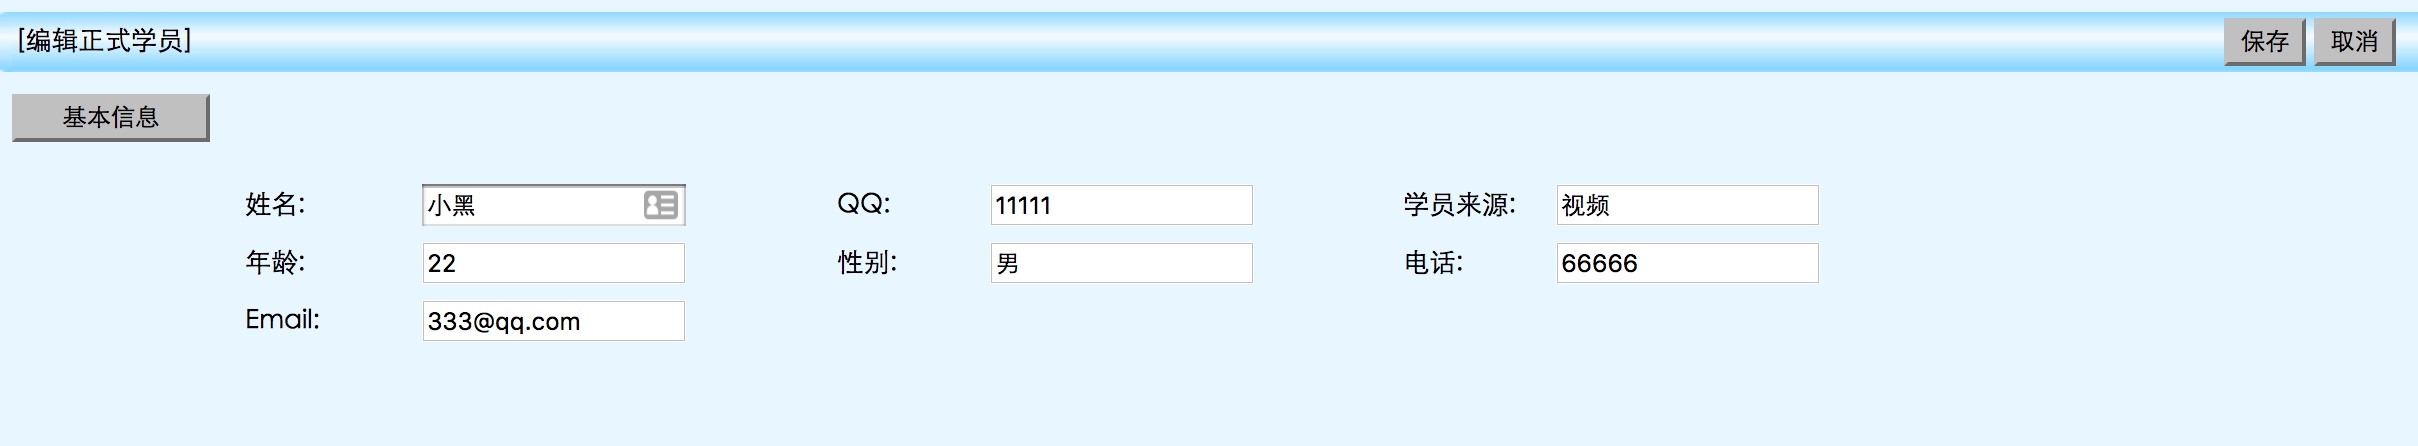 [编辑正式学员] 保存 取消
基本信息
姓名: 小黑 QQ: 11111 学员来源: 视频
年龄: 22 性别: 男 电话: 66666
Email: 333@qq.com